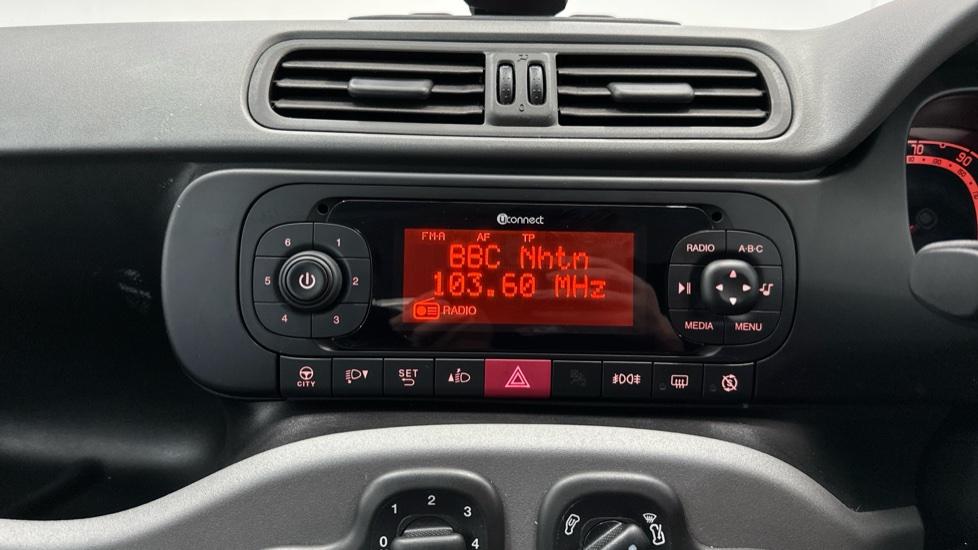 Uconnect
FM-A AF TP
BBC Nhtn
103.60 MHz
RADIO
6 1
5 2
4 3
RADIO A·B·C
MEDIA MENU
CITY
SET
70 90
0 1 2 3 4